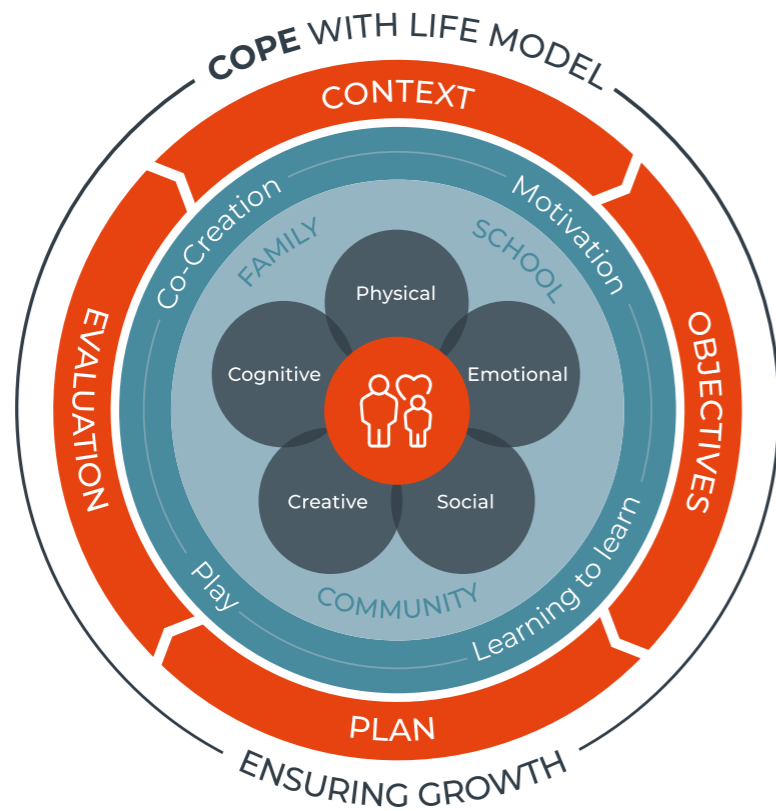 COPE WITH LIFE MODEL
CONTEXT
OBJECTIVES
PLAN
EVALUATION
Co-Creation
Motivation
Learning to learn
Play
FAMILY
SCHOOL
COMMUNITY
Physical
Emotional
Social
Creative
Cognitive
ENSURING GROWTH